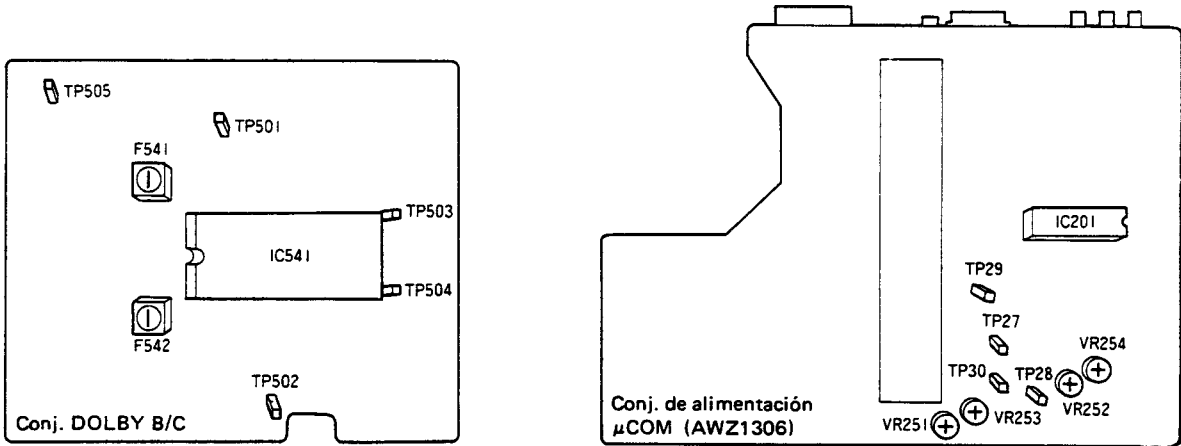 TP505
TP501
F541
TP503
IC541
TP504
F542
TP502
Conj. DOLBY B/C
IC201
TP29
TP27
VR254
TP30
TP28
VR252
Conj. de alimentación
μCOM (AWZ1306)
VR251
VR253